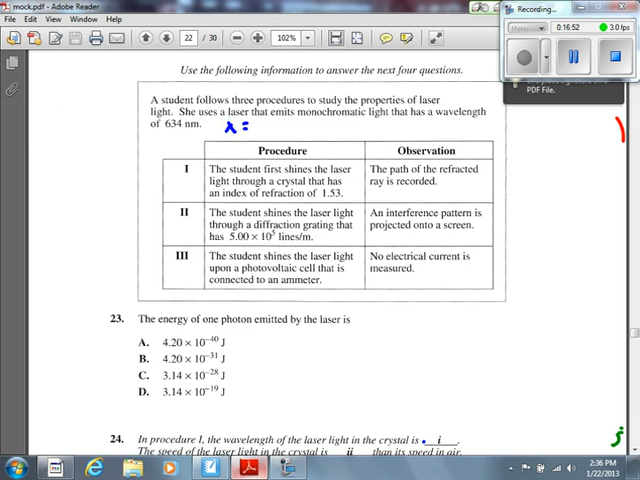 mock.pdf - Adobe Reader
File Edit View Window Help
22 / 30
102%
Recording...
Menu
0:16:52
3.0 fps
PDF File.
Use the following information to answer the next four questions.
A student follows three procedures to study the properties of laser
light. She uses a laser that emits monochromatic light that has a wavelength
of 634 nm.
λ =
Procedure Observation
I The student first shines the laser The path of the refracted
light through a crystal that has ray is recorded.
an index of refraction of 1.53.
II The student shines the laser light An interference pattern is
through a diffraction grating that projected onto a screen.
has 5.00 × 10⁵ lines/m.
III The student shines the laser light No electrical current is
upon a photovoltaic cell that is measured.
connected to an ammeter.
23. The energy of one photon emitted by the laser is
A. 4.20 × 10⁻⁴⁰ J
B. 4.20 × 10⁻³¹ J
C. 3.14 × 10⁻²⁸ J
D. 3.14 × 10⁻¹⁹ J
24. In procedure I, the wavelength of the laser light in the crystal is i .
The speed of the laser light in the crystal is ii than its speed in air.
2:36 PM
1/22/2013